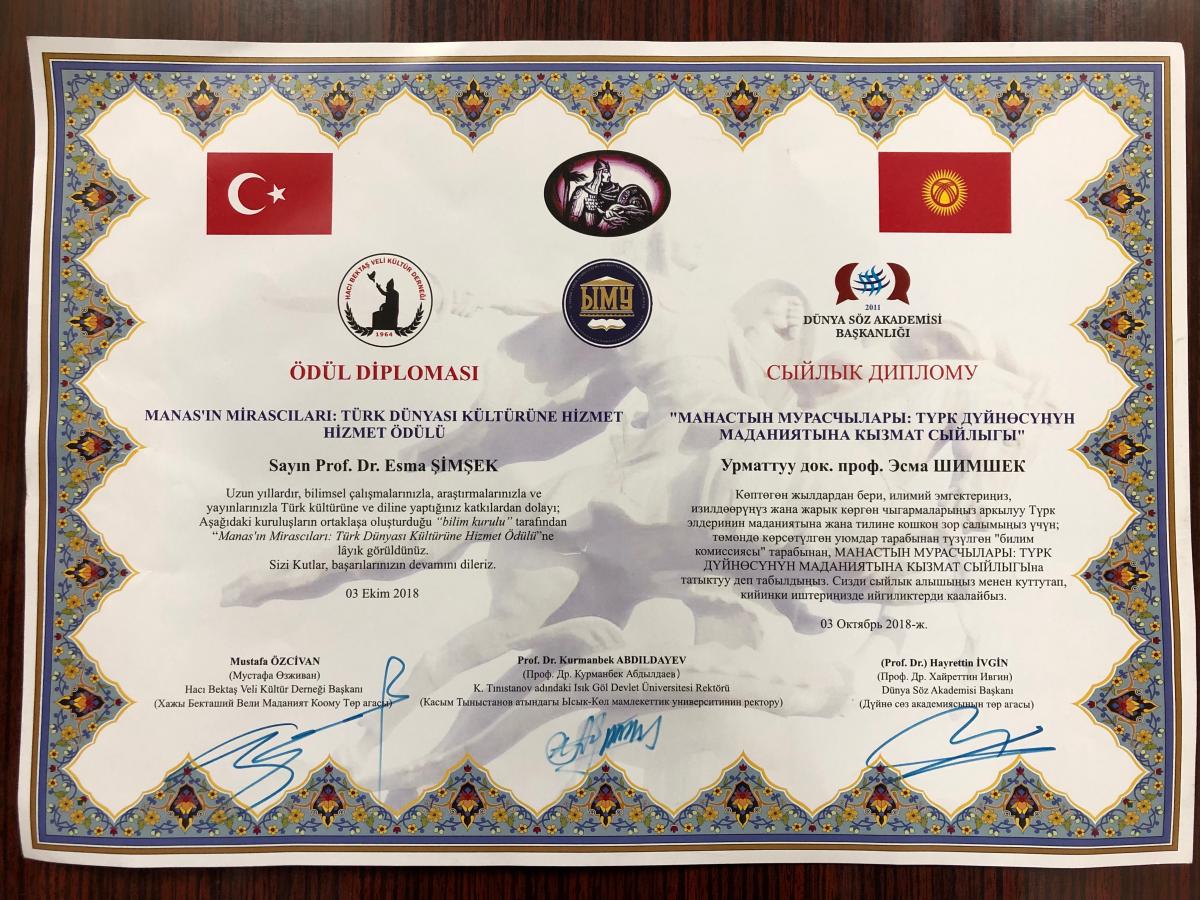 HACI BEKTAŞ VELİ KÜLTÜR DERNEĞİ
1964
ЫМУ
2011
DÜNYA SÖZ AKADEMİSİ
BAŞKANLIĞI
ÖDÜL DİPLOMASI
MANAS'IN MİRASCILARI: TÜRK DÜNYASI KÜLTÜRÜNE HİZMET
HİZMET ÖDÜLÜ
Sayın Prof. Dr. Esma ŞİMŞEK
Uzun yıllardır, bilimsel çalışmalarınızla, araştırmalarınızla ve
yayınlarınızla Türk kültürüne ve diline yaptığınız katkılardan dolayı;
Aşağıdaki kuruluşların ortaklaşa oluşturduğu “bilim kurulu” tarafından
“Manas'ın Mirascıları: Türk Dünyası Kültürüne Hizmet Ödülü”ne
lâyık görüldünüz.
Sizi Kutlar, başarılarınızın devamını dileriz.
03 Ekim 2018
СЫЙЛЫК ДИПЛОМУ
"МАНАСТЫН МУРАСЧЫЛАРЫ: ТҮРК ДҮЙНӨСҮНҮН
МАДАНИЯТЫНА КЫЗМАТ СЫЙЛЫГЫ"
Урматтуу док. проф. Эсма ШИМШЕК
Көптөгөн жылдардан бери, илимий эмгектериңиз,
изилдөөрүңүз жана жарык көргөн чыгармаларыңыз аркылуу Түрк
элдеринин маданиятына жана тилине кошкон зор салымыңыз үчүн;
төмөндө көрсөтүлгөн уюмдар тарабынан түзүлгөн "билим
комиссиясы" тарабынан, МАНАСТЫН МУРАСЧЫЛАРЫ: ТҮРК
ДҮЙНӨСҮНҮН МАДАНИЯТЫНА КЫЗМАТ СЫЙЛЫГЫна
татыктуу деп табылдыңыз. Сизди сыйлык алышыңыз менен куттутап,
кийинки иштериңизде ийгиликтерди каалайбыз.
03 Октябрь 2018-ж.
Mustafa ÖZCİVAN
(Мустафа Өзживан)
Hacı Bektaş Veli Kültür Derneği Başkanı
(Хажы Бекташий Вели Маданият Коому Төр агасы)
Prof. Dr. Kurmanbek ABDILDAYEV
(Проф. Др. Курманбек Абдылдаев)
K. Tınıstanov adındaki Isık Göl Devlet Üniversitesi Rektörü
(Касым Тыныстанов атындагы Ысык-Көл мамлекеттик университинин ректору)
(Prof. Dr.) Hayrettin İVGİN
(Проф. Др. Хайреттин Ивгин)
Dünya Söz Akademisi Başkanı
(Дүйнө сөз академиясынын төр агасы)